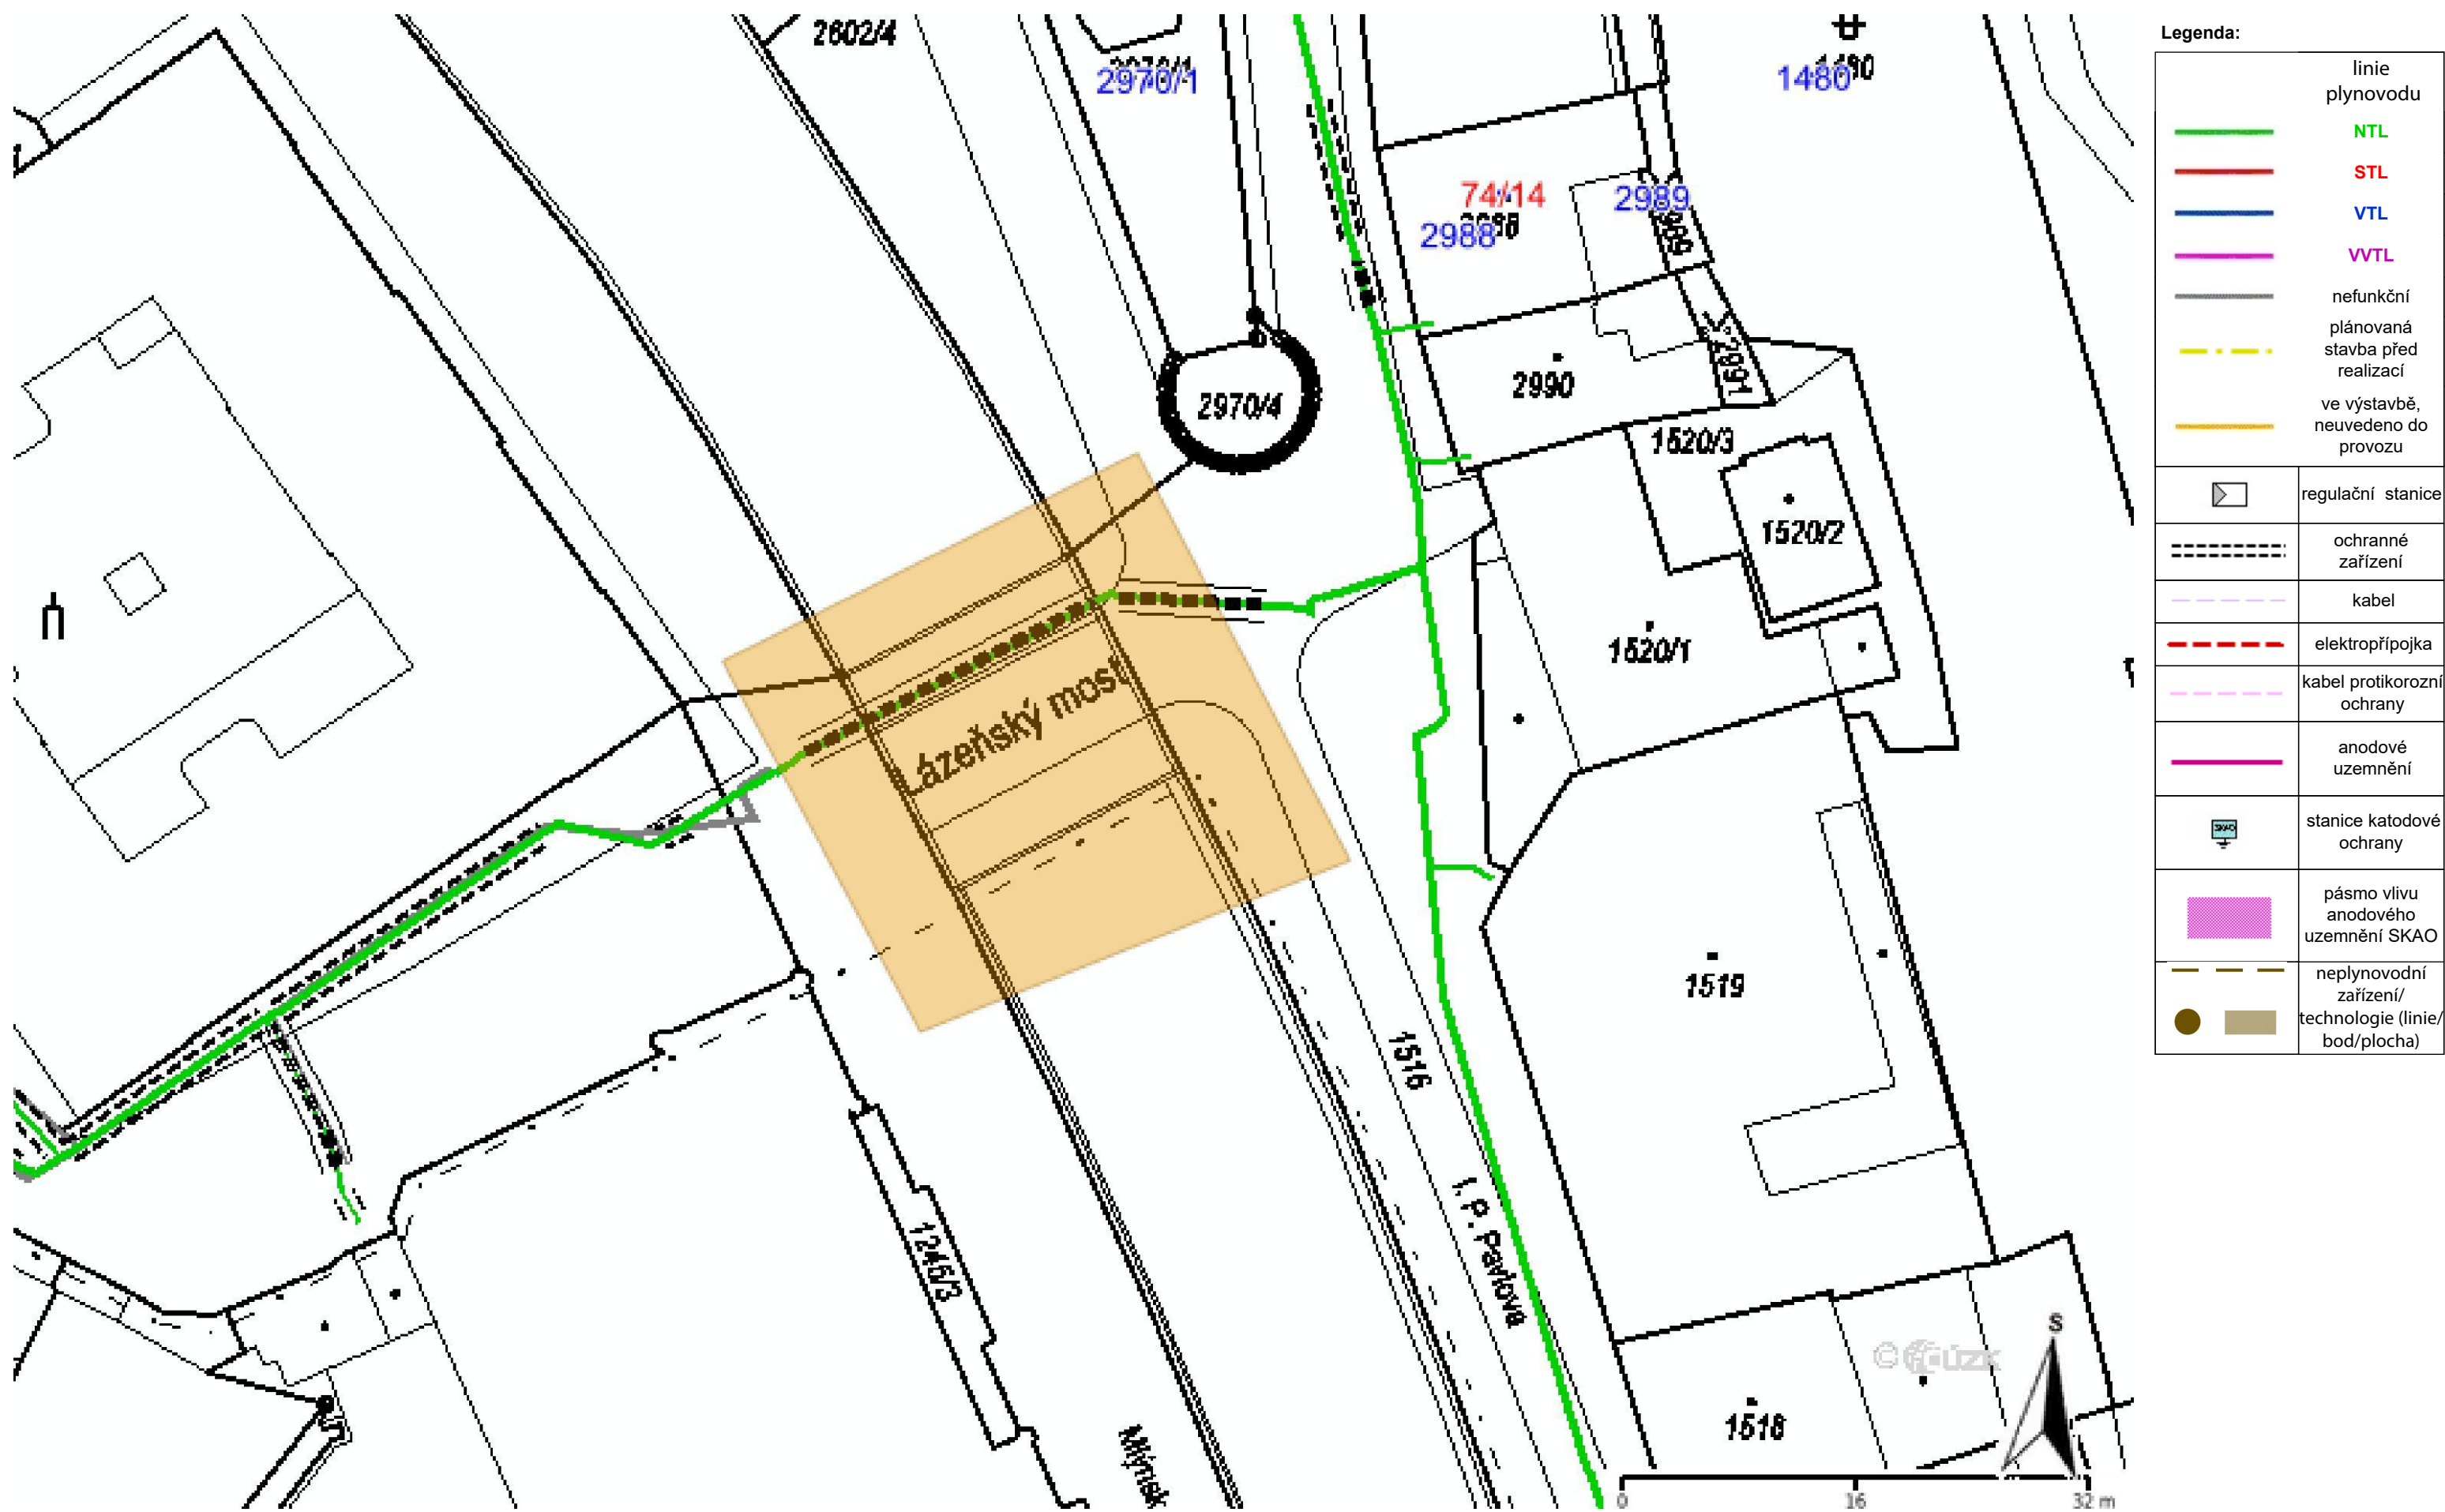 2602/4
2970/1
1480
74/14
2989
2988
2990
2970/4
1520/3
1520/2
1520/1
Lázeňský most
1519
1516
I. P. Pavlova
1245/3
1518
S
0 16 32 m
Legenda:
linie
plynovodu
NTL
STL
VTL
VVTL
nefunkční
plánovaná
stavba před
realizací
ve výstavbě,
neuvedeno do
provozu
regulační stanice
ochranné
zařízení
kabel
elektropřípojka
kabel protikorozní
ochrany
anodové
uzemnění
SKAO
stanice katodové
ochrany
pásmo vlivu
anodového
uzemnění SKAO
neplynovodní
zařízení/
technologie (linie/
bod/plocha)